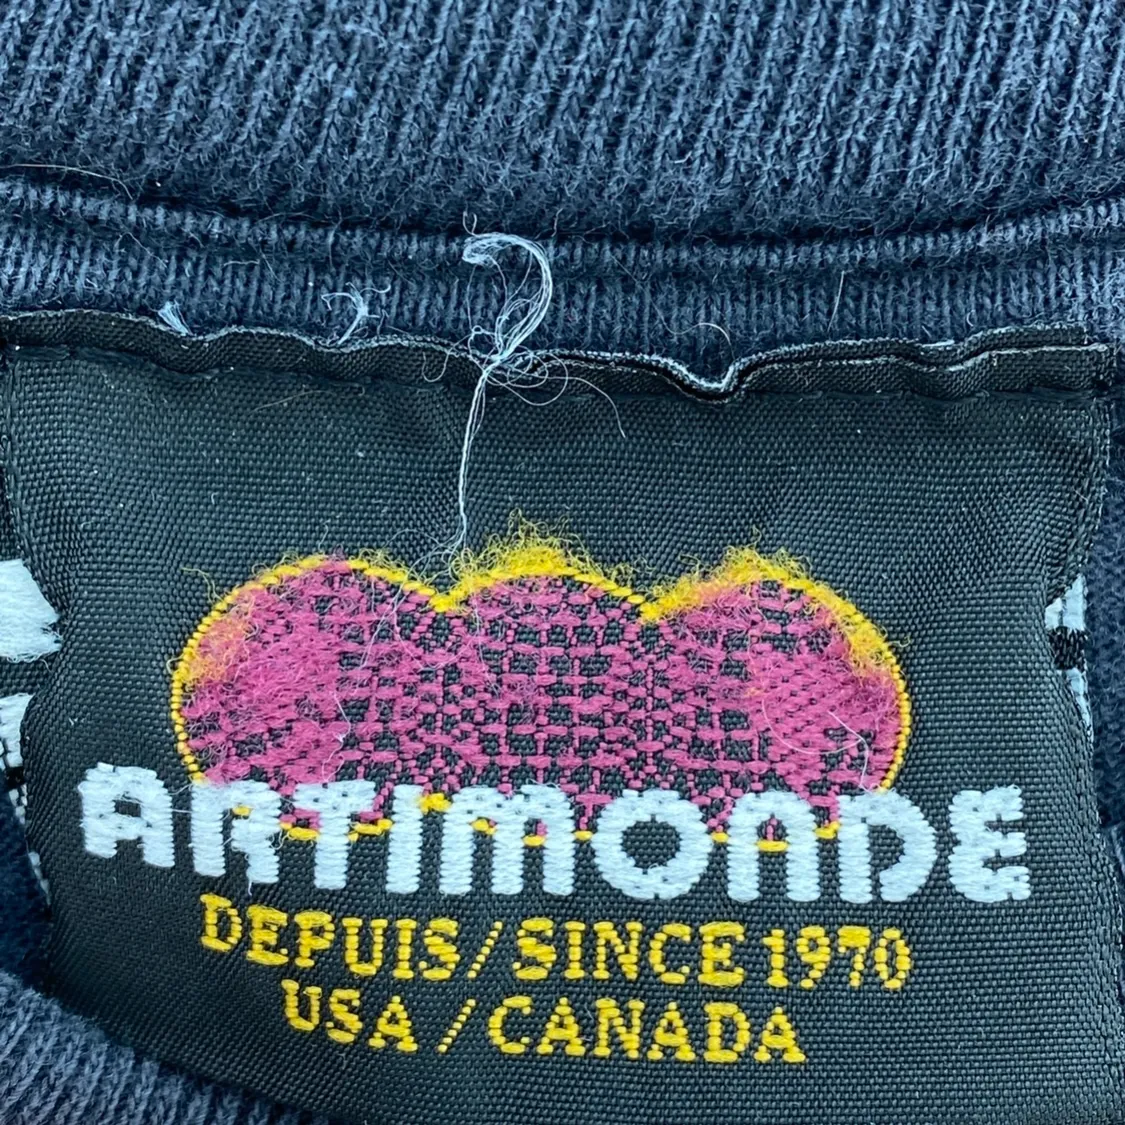 ARTIMONDE
DEPUIS/SINCE 1970
USA / CANADA